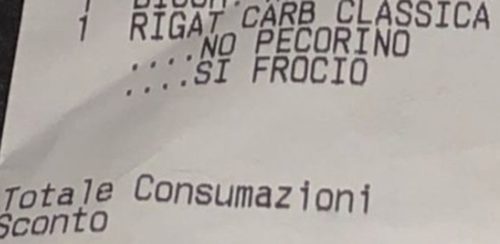 1 RIGAT CARB CLASSICA
....NO PECORINO
....SI FROCIO
Totale Consumazioni
Sconto